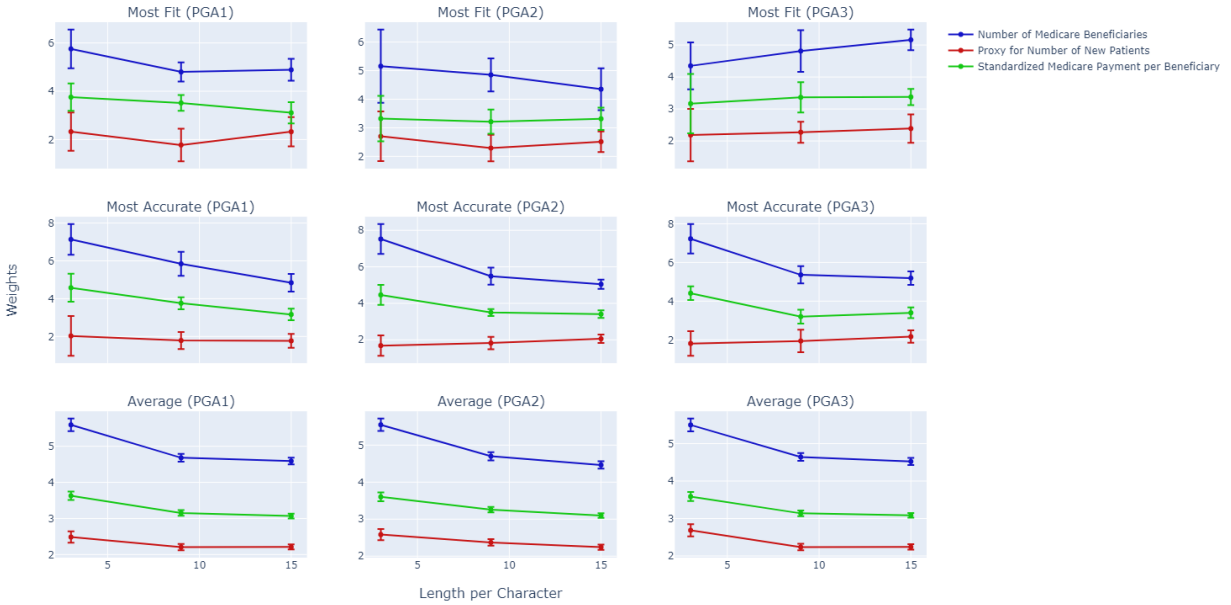 Most Fit (PGA1)
Most Fit (PGA2)
Most Fit (PGA3)
Number of Medicare Beneficiaries
Proxy for Number of New Patients
Standardized Medicare Payment per Beneficiary
6
4
2
6
5
4
3
2
5
4
3
2
Most Accurate (PGA1)
Most Accurate (PGA2)
Most Accurate (PGA3)
8
6
4
2
8
6
4
2
8
6
4
2
Weights
Average (PGA1)
Average (PGA2)
Average (PGA3)
5
4
3
2
5
4
3
2
5
4
3
2
5 10 15
5 10 15
5 10 15
Length per Character